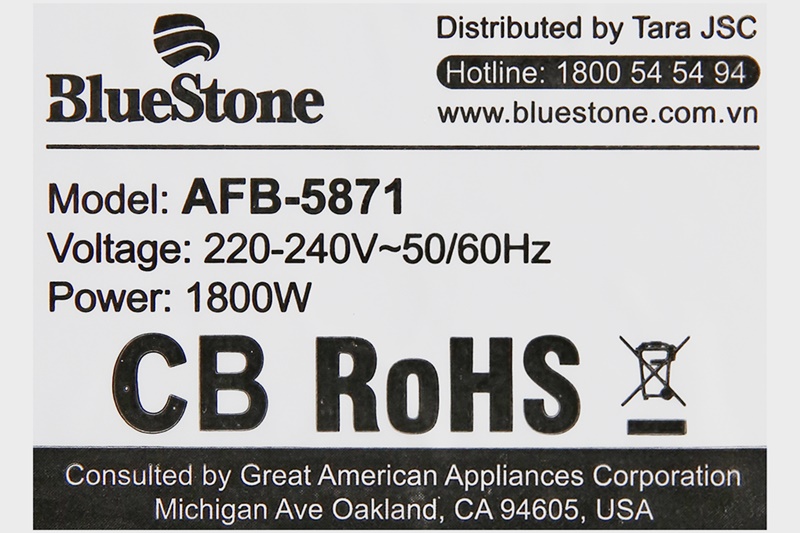 BlueStone
Distributed by Tara JSC
Hotline: 1800 54 54 94
www.bluestone.com.vn
Model: AFB-5871
Voltage: 220-240V~50/60Hz
Power: 1800W
CB RoHS
Consulted by Great American Appliances Corporation
Michigan Ave Oakland, CA 94605, USA